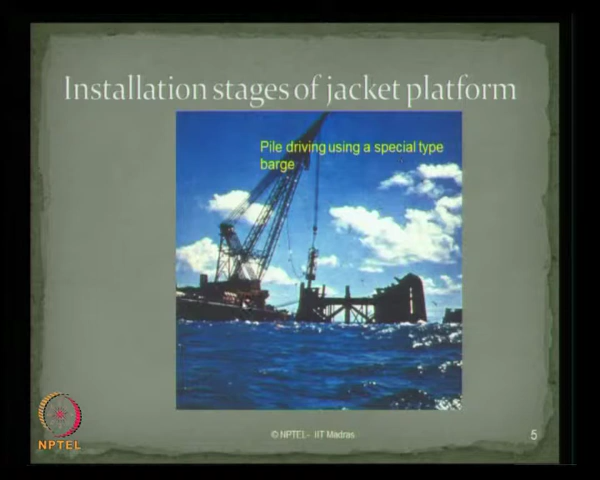 Installation stages of jacket platform
Pile driving using a special type
barge
NPTEL
© NPTEL - IIT Madras
5